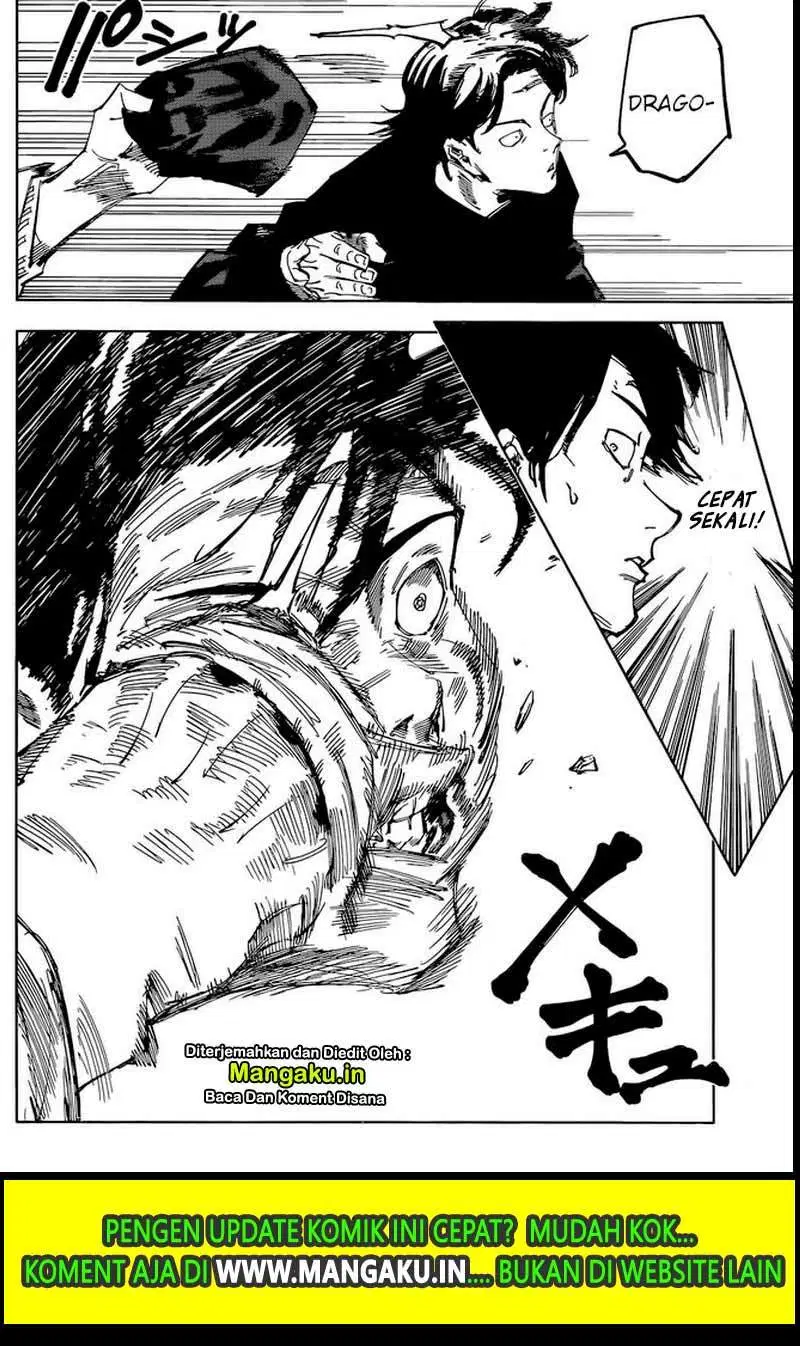 パシッ
DRAGO-
CEPAT
SEKALI!
メキュ
Diterjemahkan dan Diedit Oleh :
Mangaku.in
Baca Dan Koment Disana
PENGEN UPDATE KOMIK INI CEPAT? MUDAH KOK...
KOMENT AJA DI WWW.MANGAKU.IN.... BUKAN DI WEBSITE LAIN